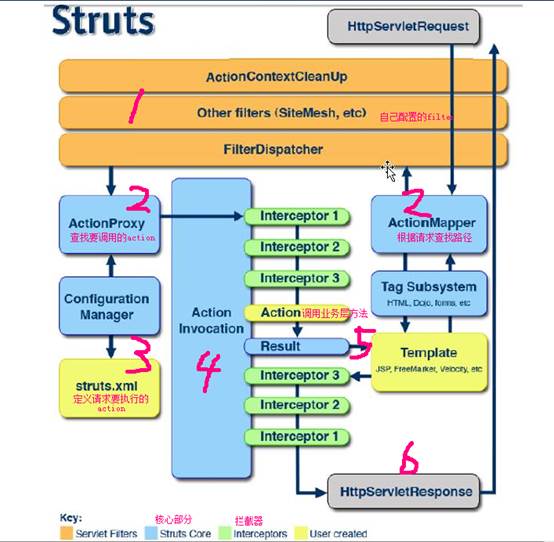 Struts
HttpServletRequest
ActionContextCleanUp
1
Other filters (SiteMesh, etc)
自己配置的filter
FilterDispatcher
2
ActionProxy
查找要调用的action
Interceptor 1
2
ActionMapper
根据请求查找路径
Interceptor 2
Interceptor 3
Configuration
Manager
Action
Invocation
4
Action调用业务层方法
Result
5
Tag Subsystem
HTML, Dojo, forms, etc
Template
JSP, FreeMarker, Velocity, etc
3
struts.xml
定义请求要执行的
action
Interceptor 3
Interceptor 2
Interceptor 1
6
HttpServletResponse
Key:
核心部分
拦截器
Servlet Filters
Struts Core
Interceptors
User created